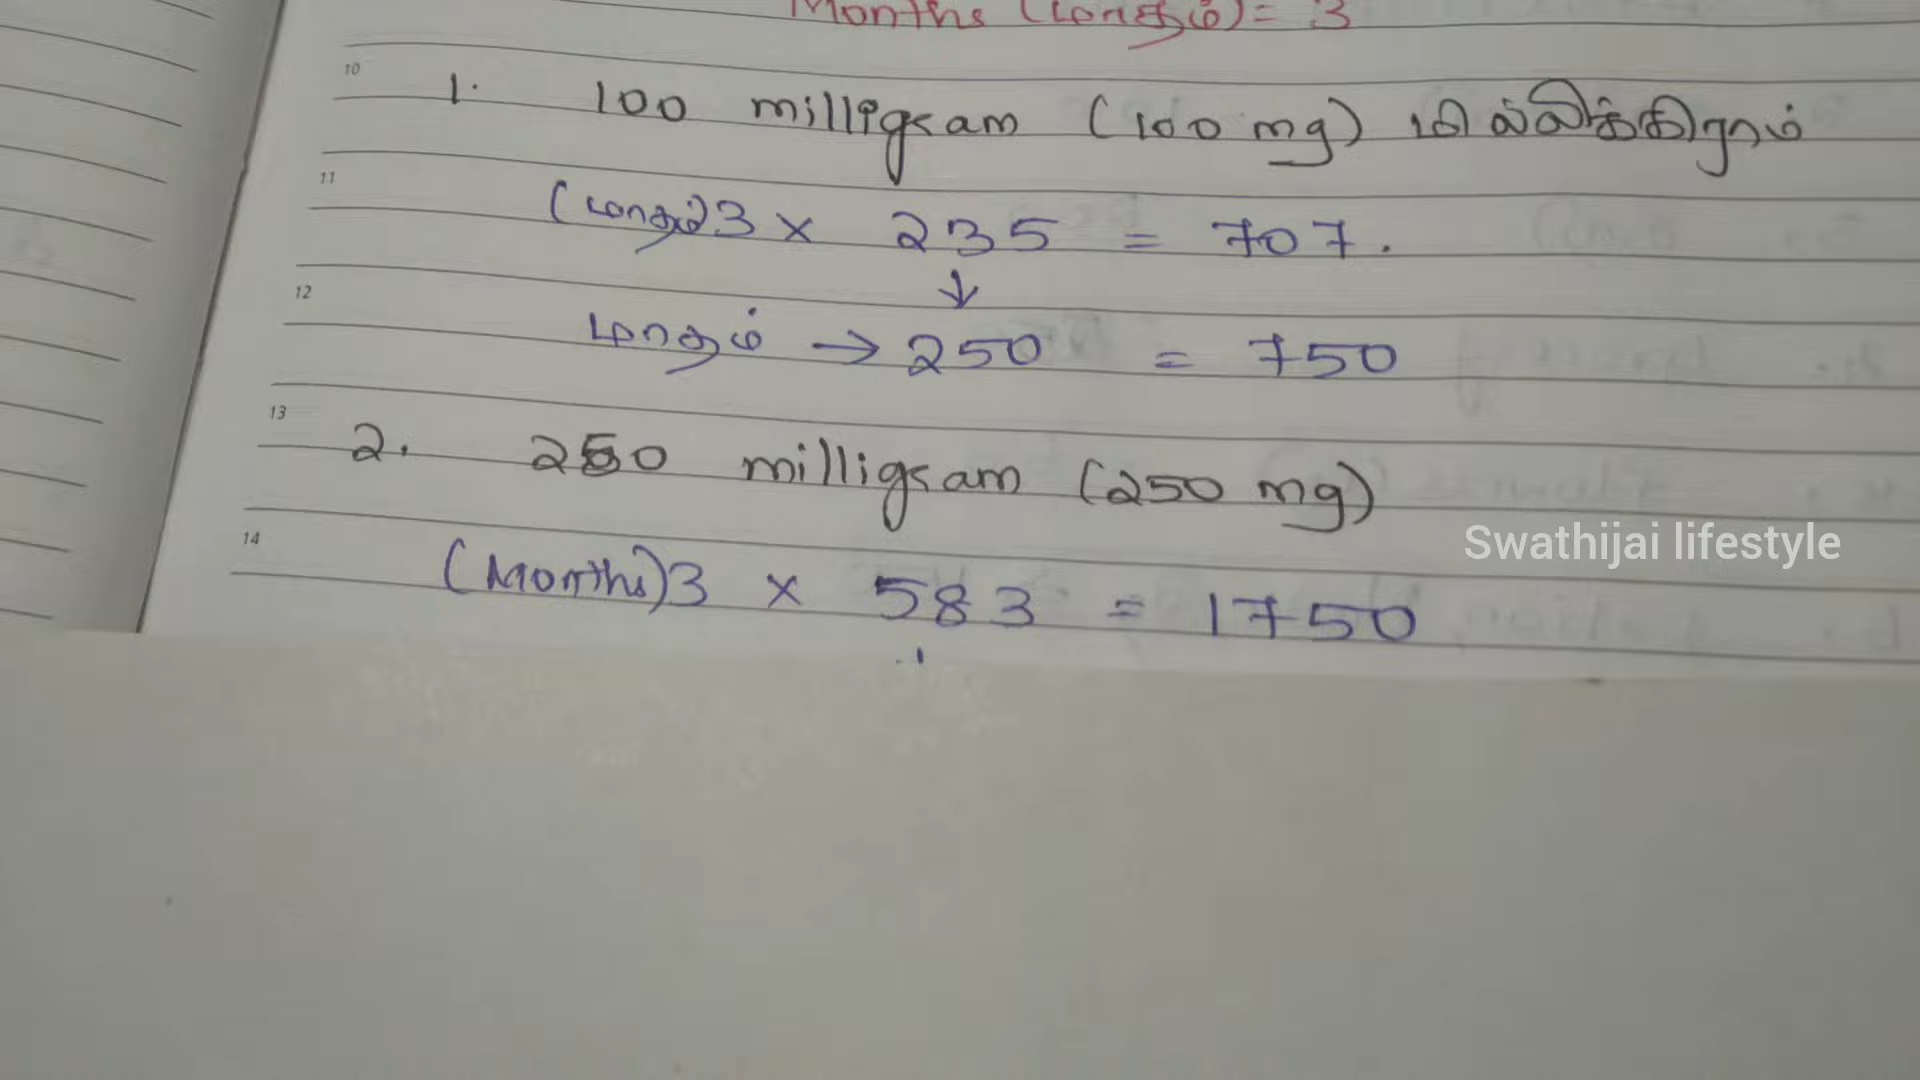 Months (மாதம்) = 3
10
1. 100 milligram (100 mg) மில்லிக்கிராம்
11
(மாதம்)3 × 235 = 707.
↓
12
மாதம் → 250 = 750
13
2. 250 milligram (250 mg)
Swathijai lifestyle
14
(Months)3 × 583 = 1750